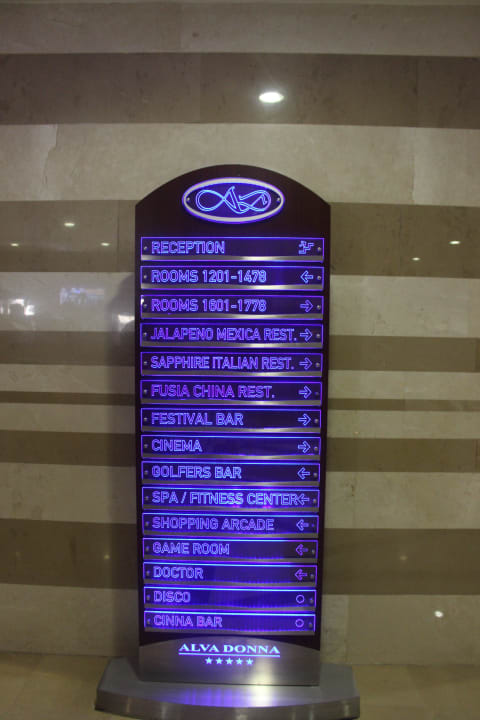 RECEPTION
ROOMS 1201-1478
ROOMS 1601-1778
JALAPENO MEXICA REST.
SAPPHIRE ITALIAN REST.
FUSIA CHINA REST.
FESTIVAL BAR
CINEMA
GOLFERS BAR
SPA / FITNESS CENTER
SHOPPING ARCADE
GAME ROOM
DOCTOR
DISCO
CINNA BAR
ALVA DONNA